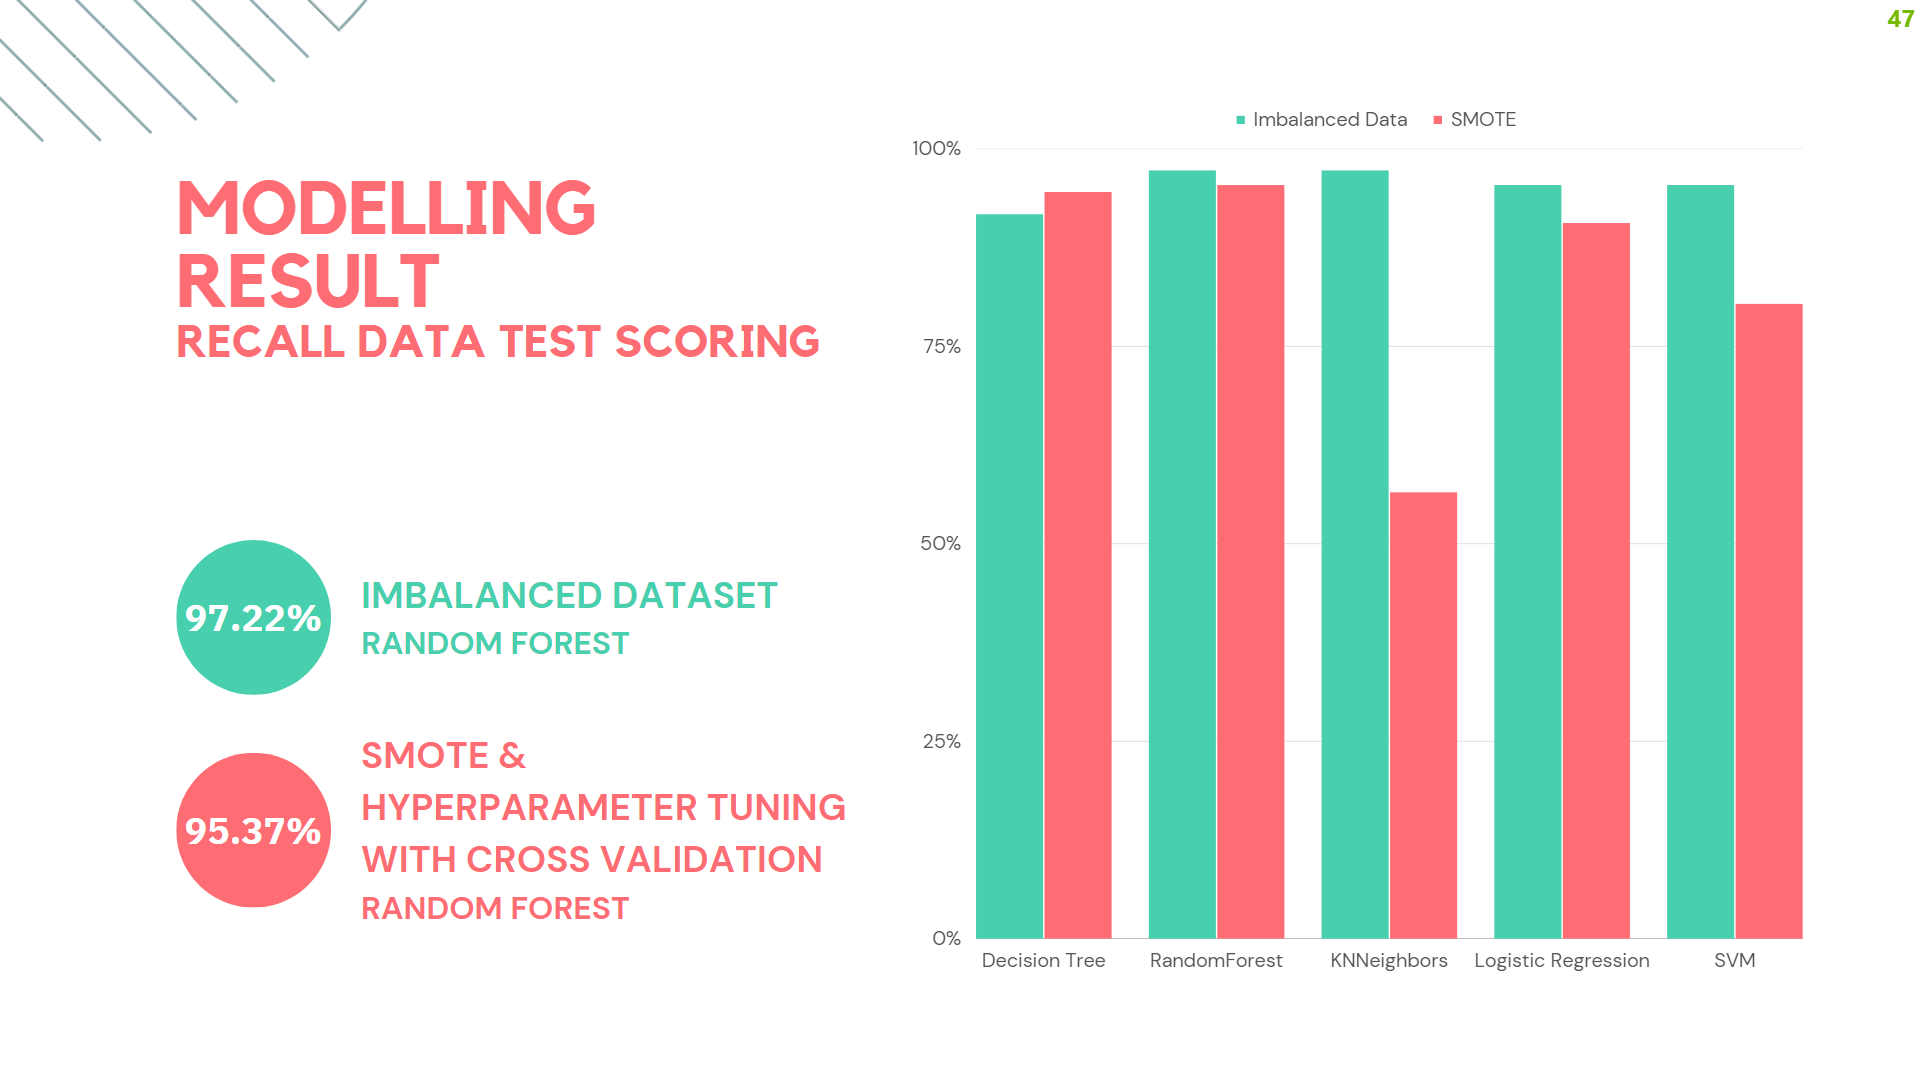 47
MODELLING
RESULT
RECALL DATA TEST SCORING
97.22%
IMBALANCED DATASET
RANDOM FOREST
95.37%
SMOTE &
HYPERPARAMETER TUNING
WITH CROSS VALIDATION
RANDOM FOREST
Imbalanced Data SMOTE
100%
75%
50%
25%
0%
Decision Tree RandomForest KNNeighbors Logistic Regression SVM